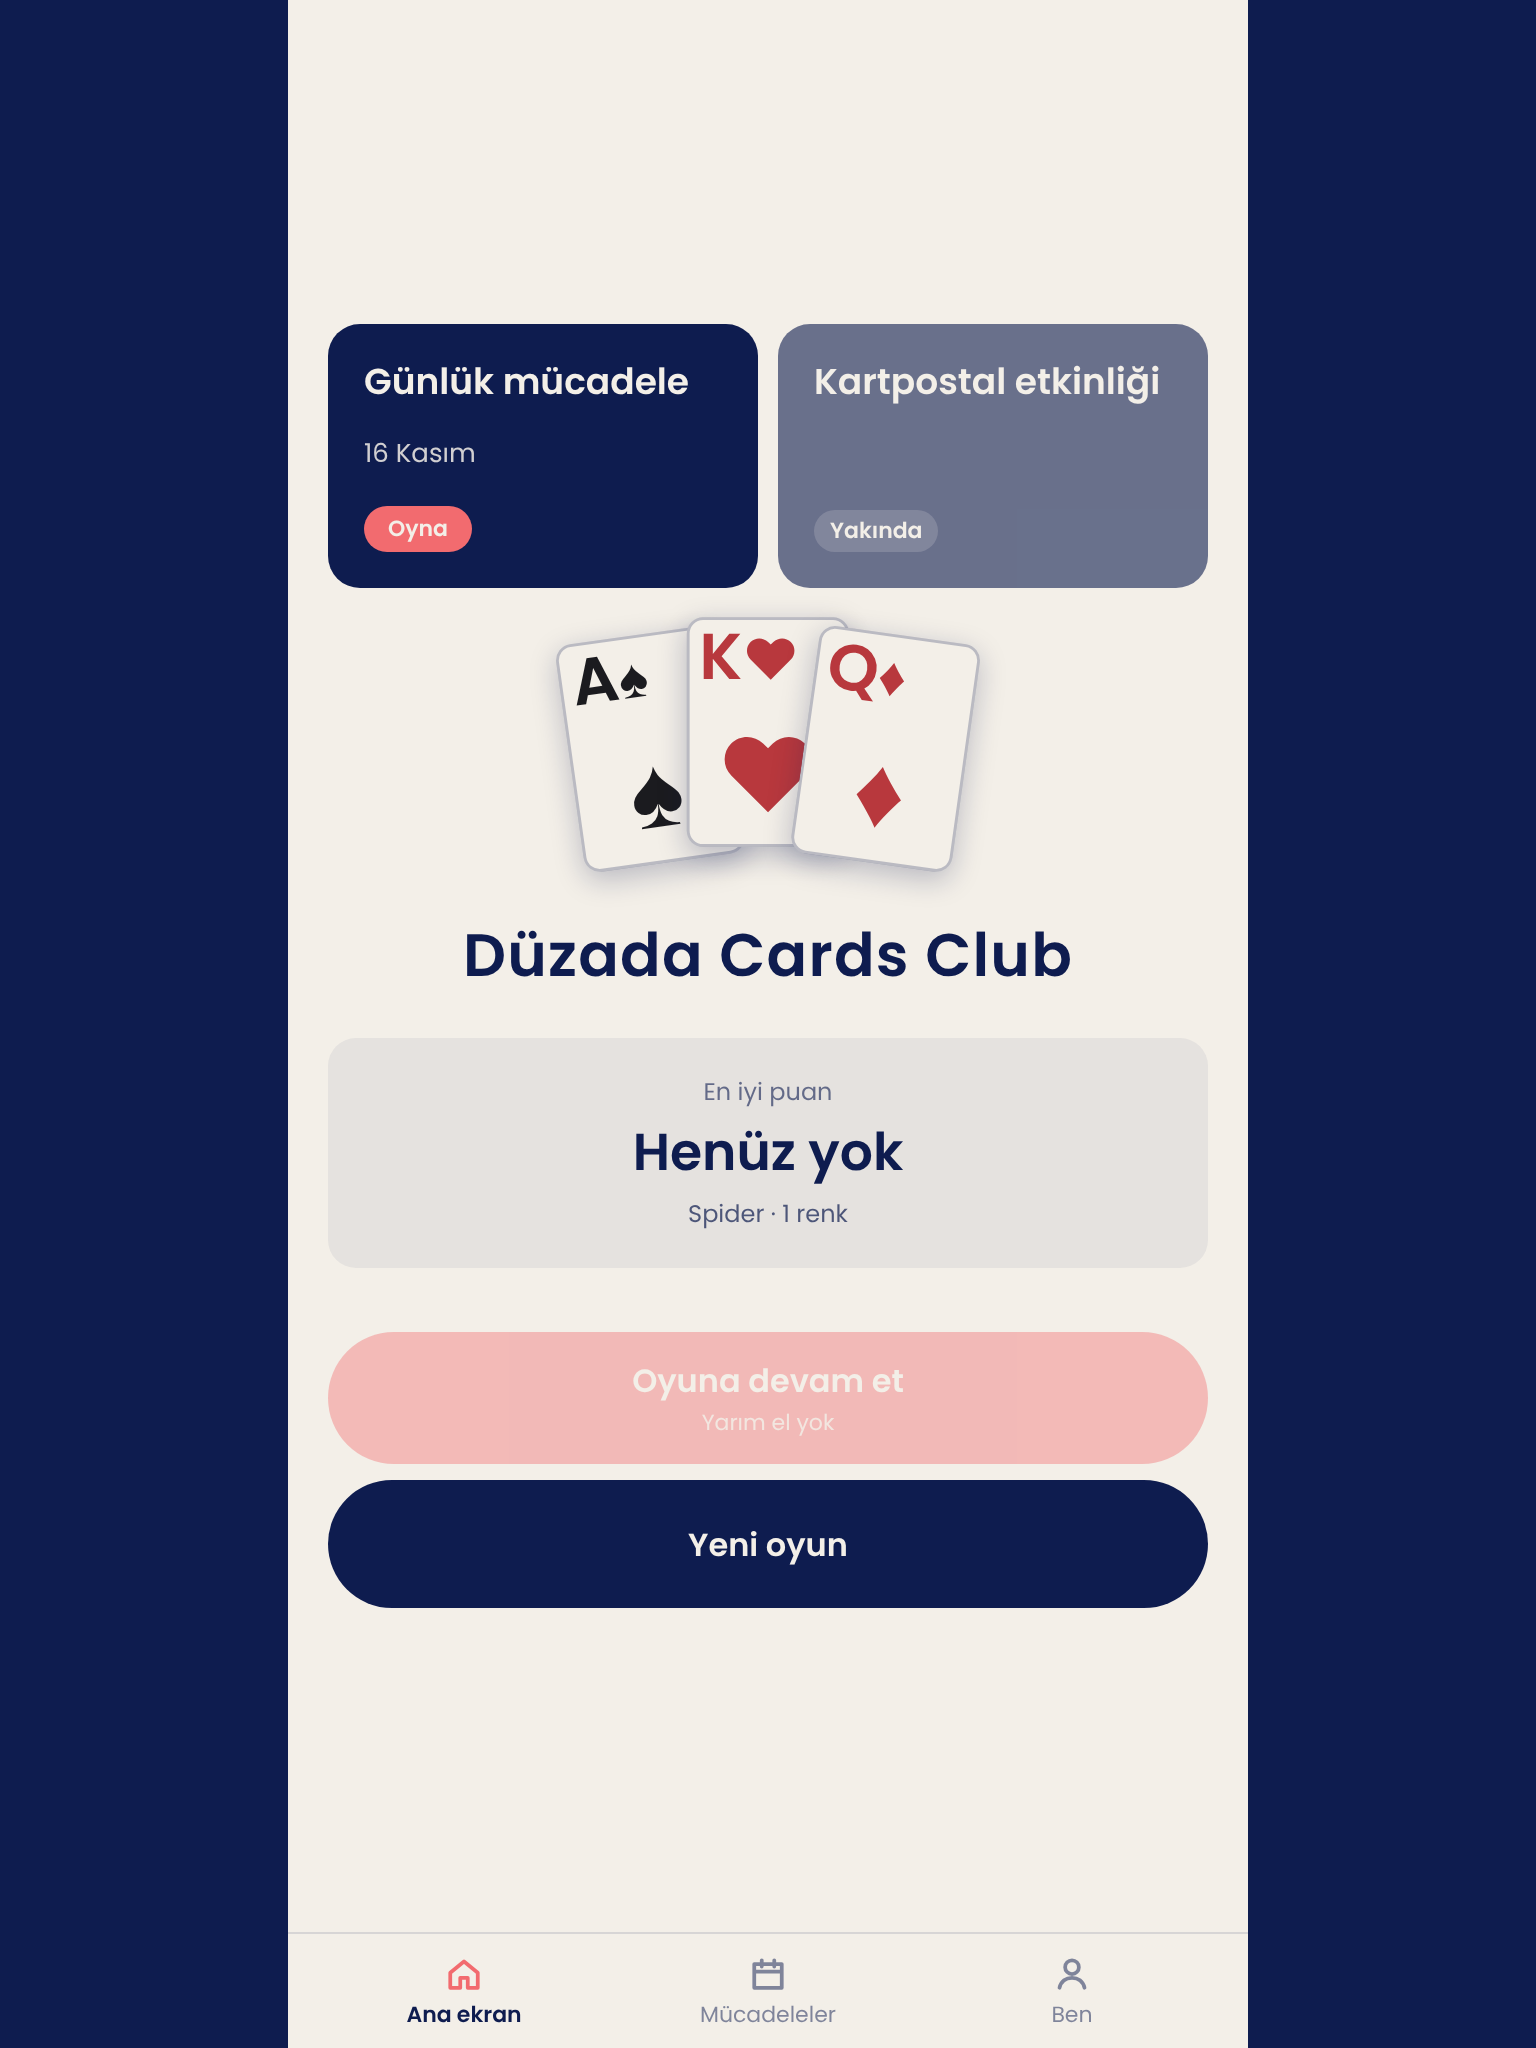 Günlük mücadele
16 Kasım
Oyna
Kartpostal etkinliği
Yakında
A♠
♠
K♥
♥
Q♦
♦
Düzada Cards Club
En iyi puan
Henüz yok
Spider · 1 renk
Oyuna devam et
Yarım el yok
Yeni oyun
Ana ekran
Mücadeleler
Ben